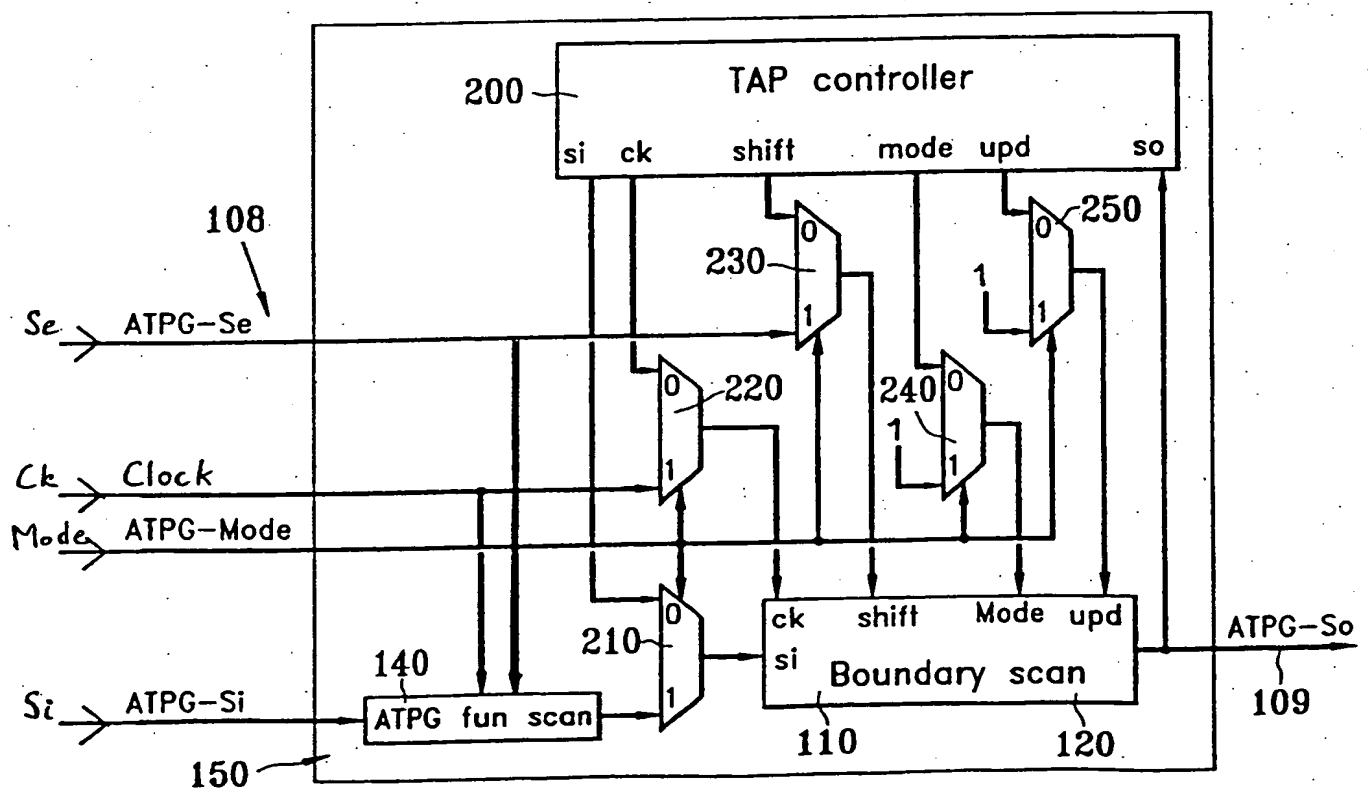 TAP controller
200
si ck shift mode upd so
108
0
250
0
230
1
Se ATPG-Se
1
1
0
220
0
240
1
1
1
Ck Clock
Mode ATPG-Mode
0
ck shift Mode upd
210
si
ATPG-So
140
Boundary scan
Si ATPG-Si
ATPG fun scan
1
109
110
120
150